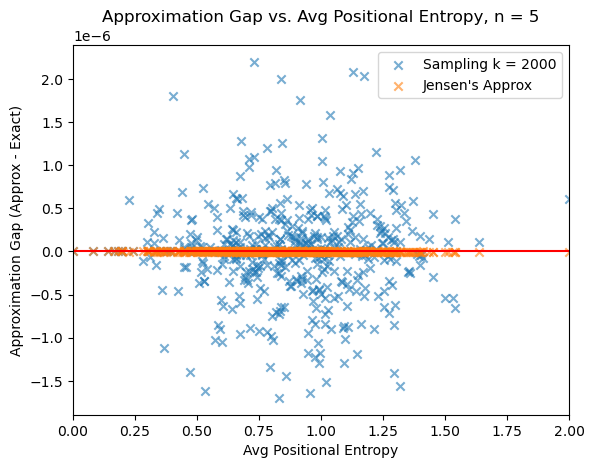 Approximation Gap vs. Avg Positional Entropy, n = 5
1e−6
Sampling k = 2000
Jensen's Approx
Approximation Gap (Approx - Exact)
2.0
1.5
1.0
0.5
0.0
−0.5
−1.0
−1.5
0.00 0.25 0.50 0.75 1.00 1.25 1.50 1.75 2.00
Avg Positional Entropy